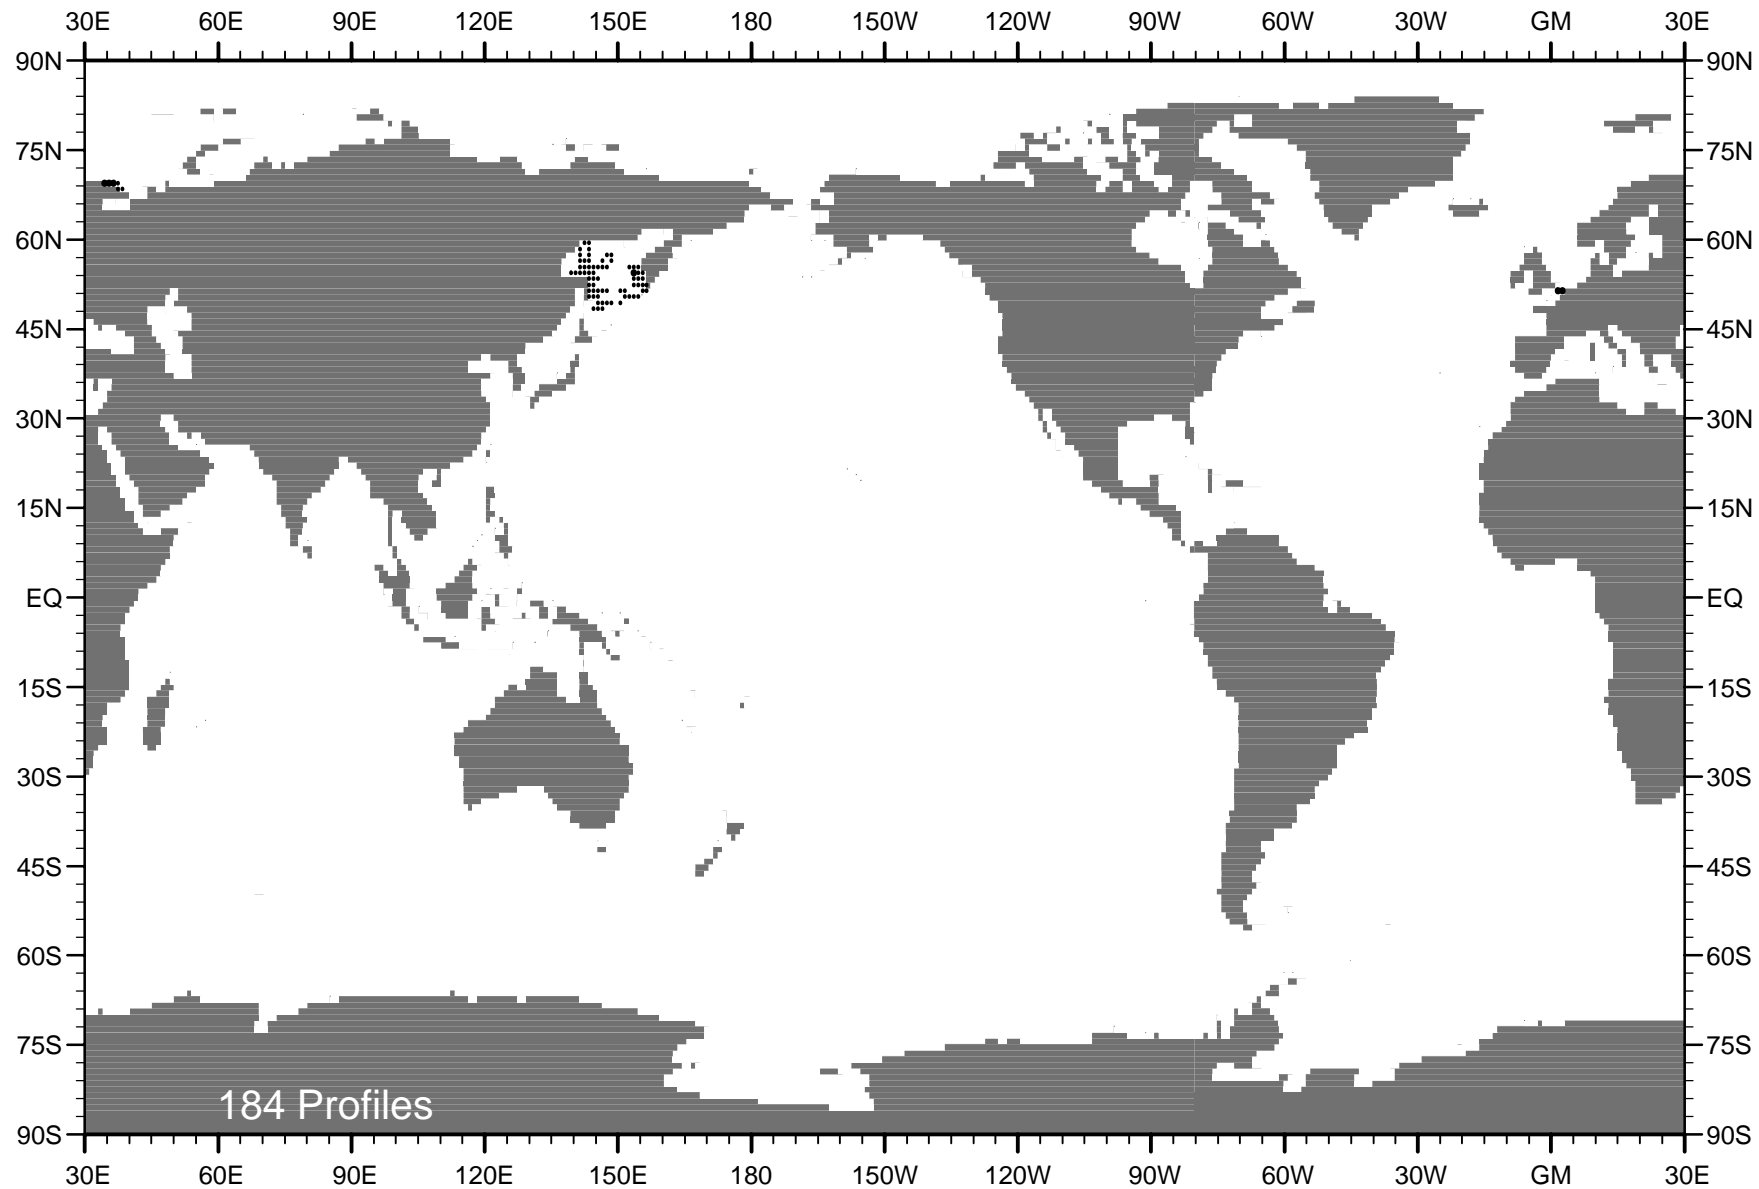 30E 60E 90E 120E 150E 180 150W 120W 90W 60W 30W GM 30E
90N 90N
75N 75N
60N 60N
45N 45N
30N 30N
15N 15N
EQ EQ
15S 15S
30S 30S
45S 45S
60S 60S
75S 75S
184 Profiles
90S 90S
30E 60E 90E 120E 150E 180 150W 120W 90W 60W 30W GM 30E